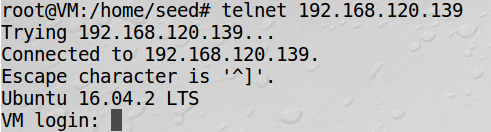 root@VM:/home/seed# telnet 192.168.120.139
Trying 192.168.120.139...
Connected to 192.168.120.139.
Escape character is '^]'.
Ubuntu 16.04.2 LTS
VM login: